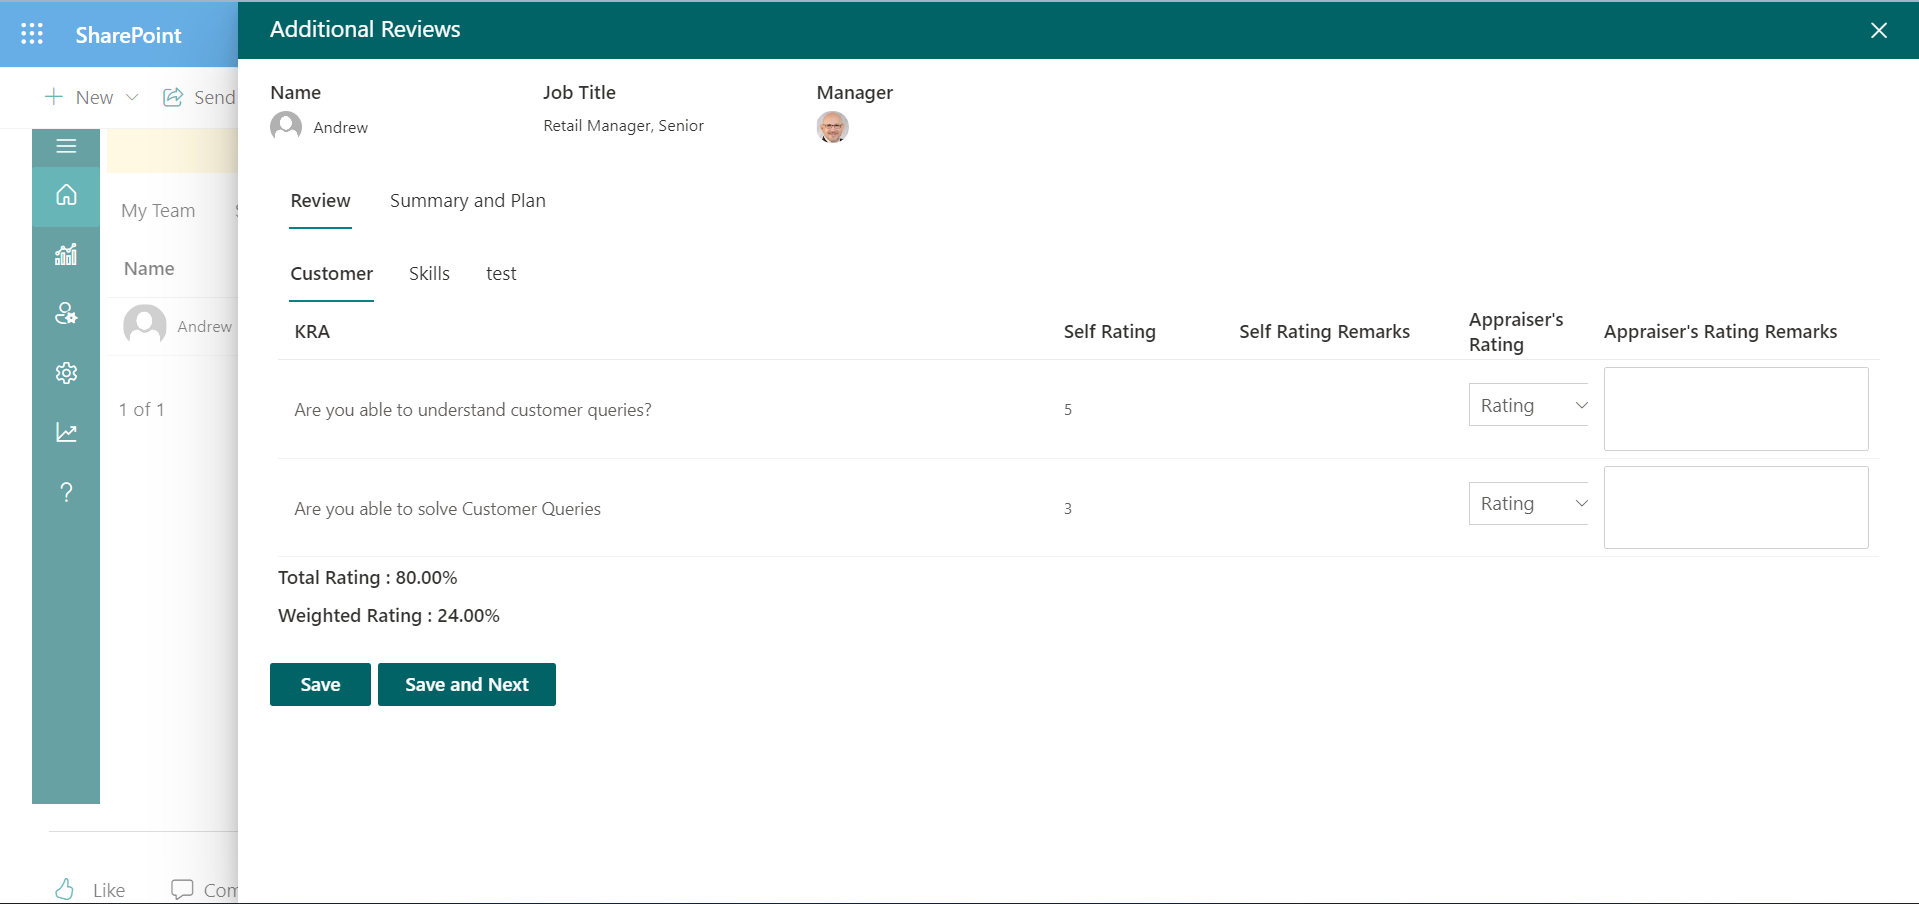 SharePoint
Additional Reviews
New
Send
Name
Job Title
Manager
Andrew
Retail Manager, Senior
My Team
Review
Summary and Plan
Name
Customer
Skills
test
Andrew
KRA
Self Rating
Self Rating Remarks
Appraiser's
Rating
Appraiser's Rating Remarks
1 of 1
Are you able to understand customer queries?
5
Rating
Are you able to solve Customer Queries
3
Rating
?
Total Rating : 80.00%
Weighted Rating : 24.00%
Save
Save and Next
Like
Com